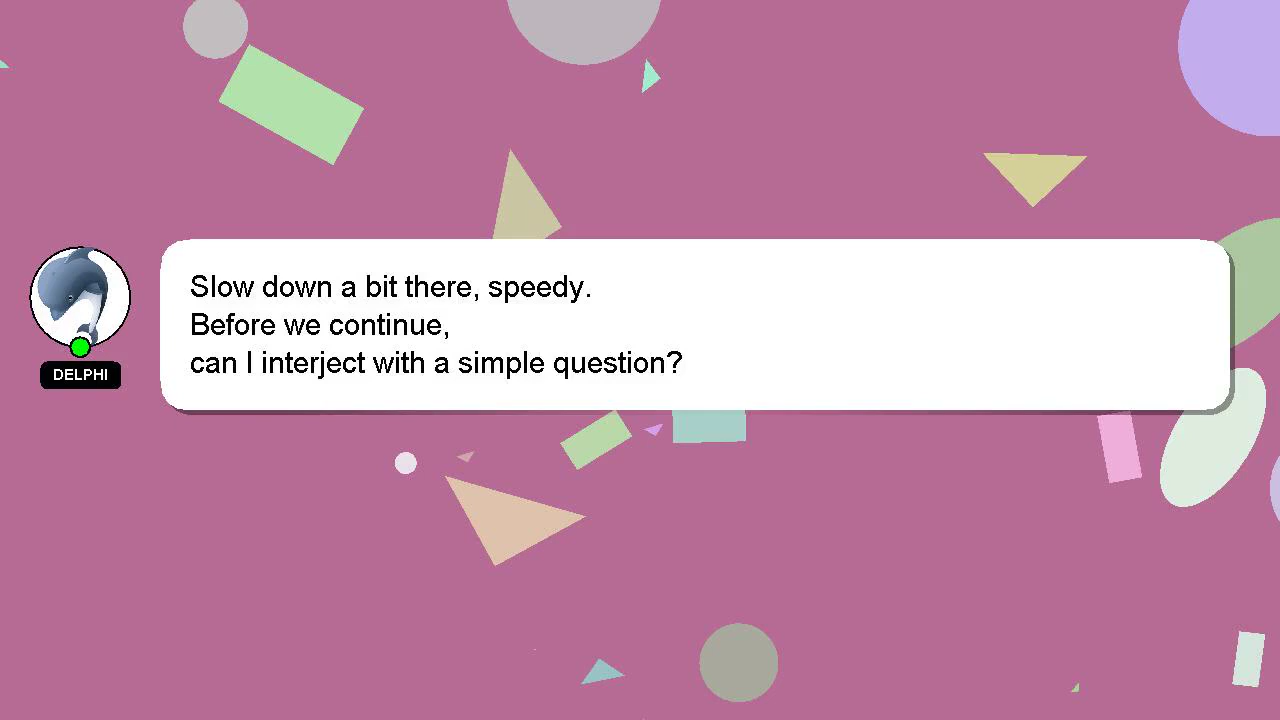 Slow down a bit there, speedy.
Before we continue,
can I interject with a simple question?
DELPHI